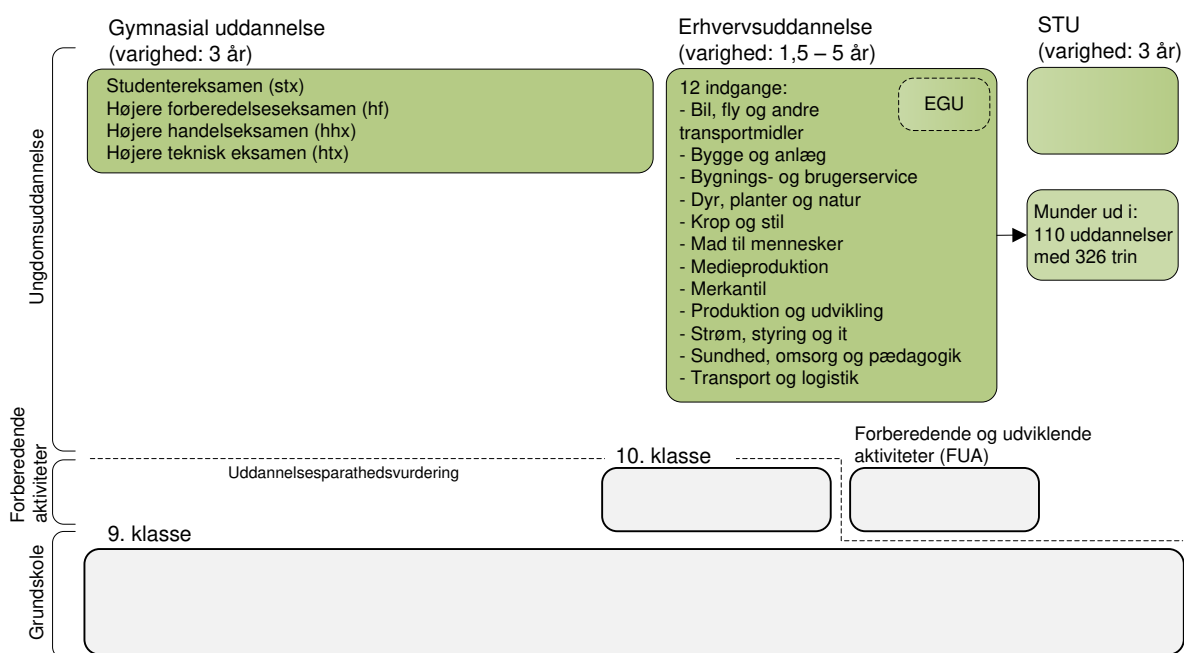 Gymnasial uddannelse
(varighed: 3 år)
Studentereksamen (stx)
Højere forberedelseseksamen (hf)
Højere handelseksamen (hhx)
Højere teknisk eksamen (htx)
Erhvervsuddannelse
(varighed: 1,5 – 5 år)
12 indgange:
- Bil, fly og andre
transportmidler
- Bygge og anlæg
- Bygnings- og brugerservice
- Dyr, planter og natur
- Krop og stil
- Mad til mennesker
- Medieproduktion
- Merkantil
- Produktion og udvikling
- Strøm, styring og it
- Sundhed, omsorg og pædagogik
- Transport og logistik
EGU
STU
(varighed: 3 år)
Munder ud i:
110 uddannelser
med 326 trin
Ungdomsuddannelse
Forberedende
aktiviteter
Uddannelsesparathedsvurdering
10. klasse
Forberedende og udviklende
aktiviteter (FUA)
Grundskole
9. klasse